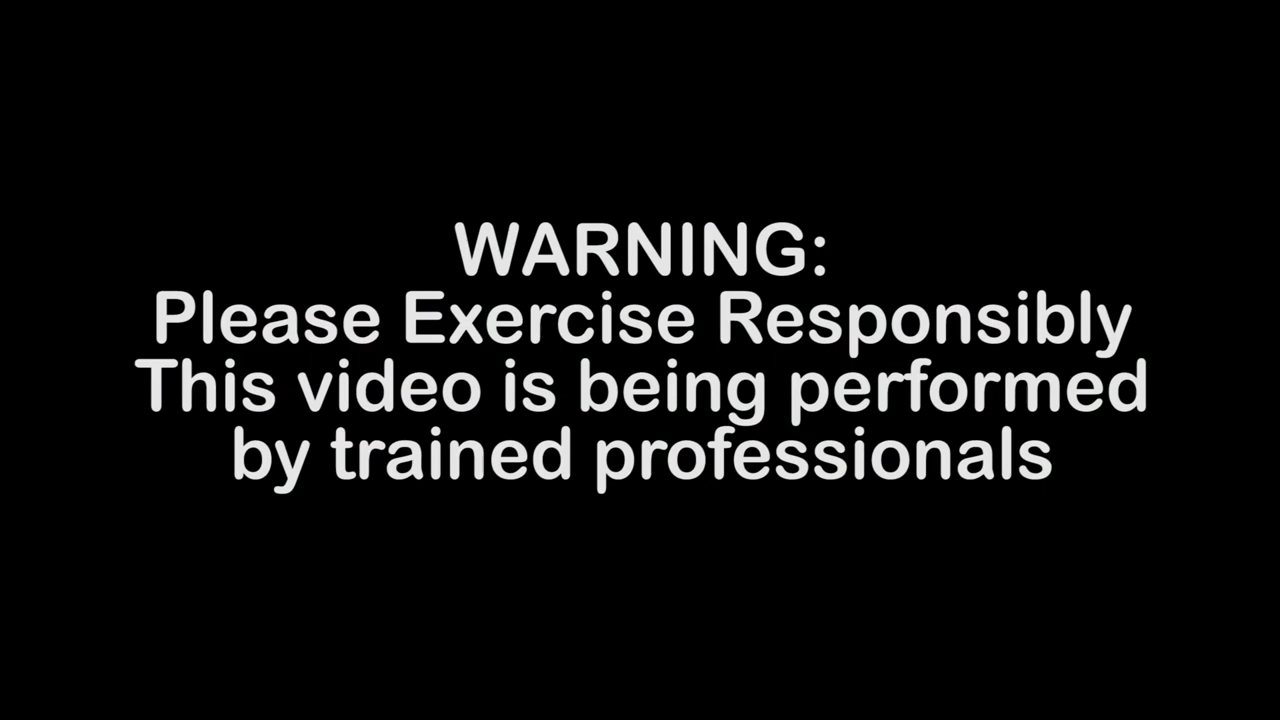 WARNING:
Please Exercise Responsibly
This video is being performed
by trained professionals